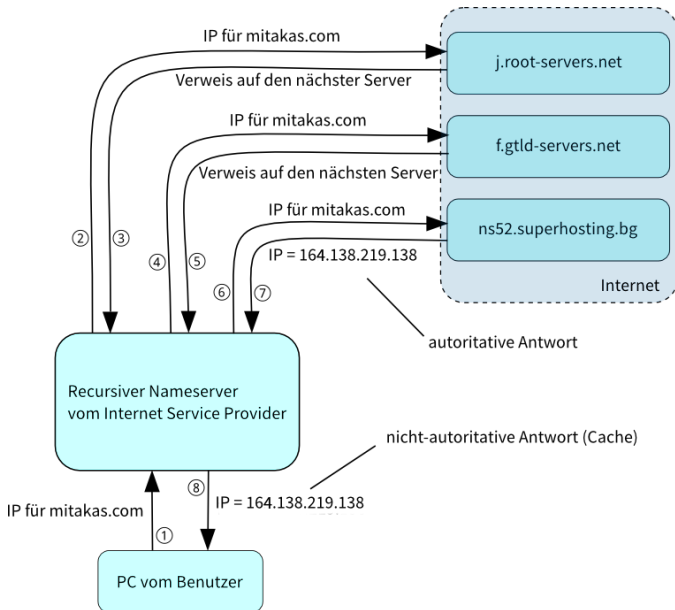 Internet
IP für mitakas.com
j.root-servers.net
Verweis auf den nächster Server
IP für mitakas.com
f.gtld-servers.net
Verweis auf den nächsten Server
IP für mitakas.com
ns52.superhosting.bg
② ③ ④ ⑤ ⑥ ⑦
IP = 164.138.219.138
Internet
autoritative Antwort
Recursiver Nameserver
vom Internet Service Provider
nicht-autoritative Antwort (Cache)
⑧
IP = 164.138.219.138
IP für mitakas.com
①
PC vom Benutzer